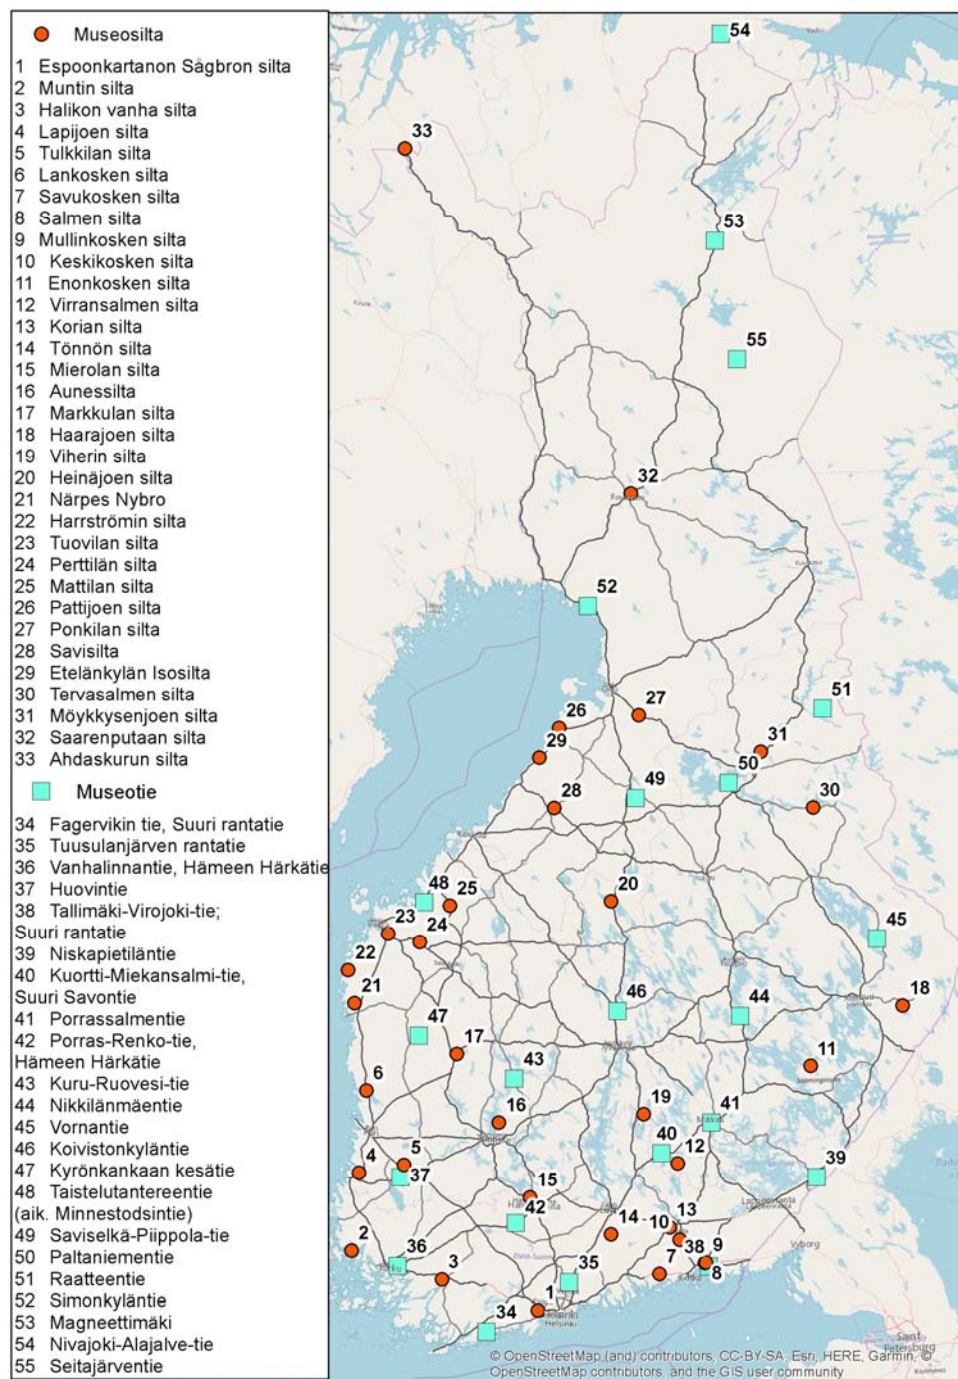 Museosilta
1 Espoonkartanon Sågbron silta
2 Muntin silta
3 Halikon vanha silta
4 Lapijoen silta
5 Tulkkilan silta
6 Lankosken silta
7 Savukosken silta
8 Salmen silta
9 Mullinkosken silta
10 Keskikosken silta
11 Enonkosken silta
12 Virransalmen silta
13 Korian silta
14 Tönnön silta
15 Mierolan silta
16 Aunessilta
17 Markkulan silta
18 Haarajoen silta
19 Viherin silta
20 Heinäjoen silta
21 Närpes Nybro
22 Harrströmin silta
23 Tuovilan silta
24 Perttilän silta
25 Mattilan silta
26 Pattijoen silta
27 Ponkilan silta
28 Savisilta
29 Etelänkylän Isosilta
30 Tervasalmen silta
31 Möykkysenjoen silta
32 Saarenputaan silta
33 Ahdaskurun silta
Museotie
34 Fagervikin tie, Suuri rantatie
35 Tuusulanjärven rantatie
36 Vanhalinnantie, Hämeen Härkätie
37 Huovintie
38 Tallimäki-Virojoki-tie;
Suuri rantatie
39 Niskapietiläntie
40 Kuortti-Miekansalmi-tie,
Suuri Savontie
41 Porrassalmentie
42 Porras-Renko-tie,
Hämeen Härkätie
43 Kuru-Ruovesi-tie
44 Nikkilänmäentie
45 Vornantie
46 Koivistonkyläntie
47 Kyrönkankaan kesätie
48 Taistelutantereentie
(aik. Minnestodsintie)
49 Saviselkä-Piippola-tie
50 Paltaniementie
51 Raatteentie
52 Simonkyläntie
53 Magneettimäki
54 Nivajoki-Alajalve-tie
55 Seitajärventie
54
33
53
55
32
52
51
27
26
31
29
50
49
28
30
48
25
20
23
24
45
22
21
18
46
44
47
17
43
11
6
16
19
41
40
12
5
4
37
39
15
42
14
10
13
38
9
2
36
3
7
8
35
1
34
Vyborg
Helsinki
Saint
Petersburg
© OpenStreetMap (and) contributors, CC-BY-SA, Esri, HERE, Garmin, ©
OpenStreetMap contributors, and the GIS user community